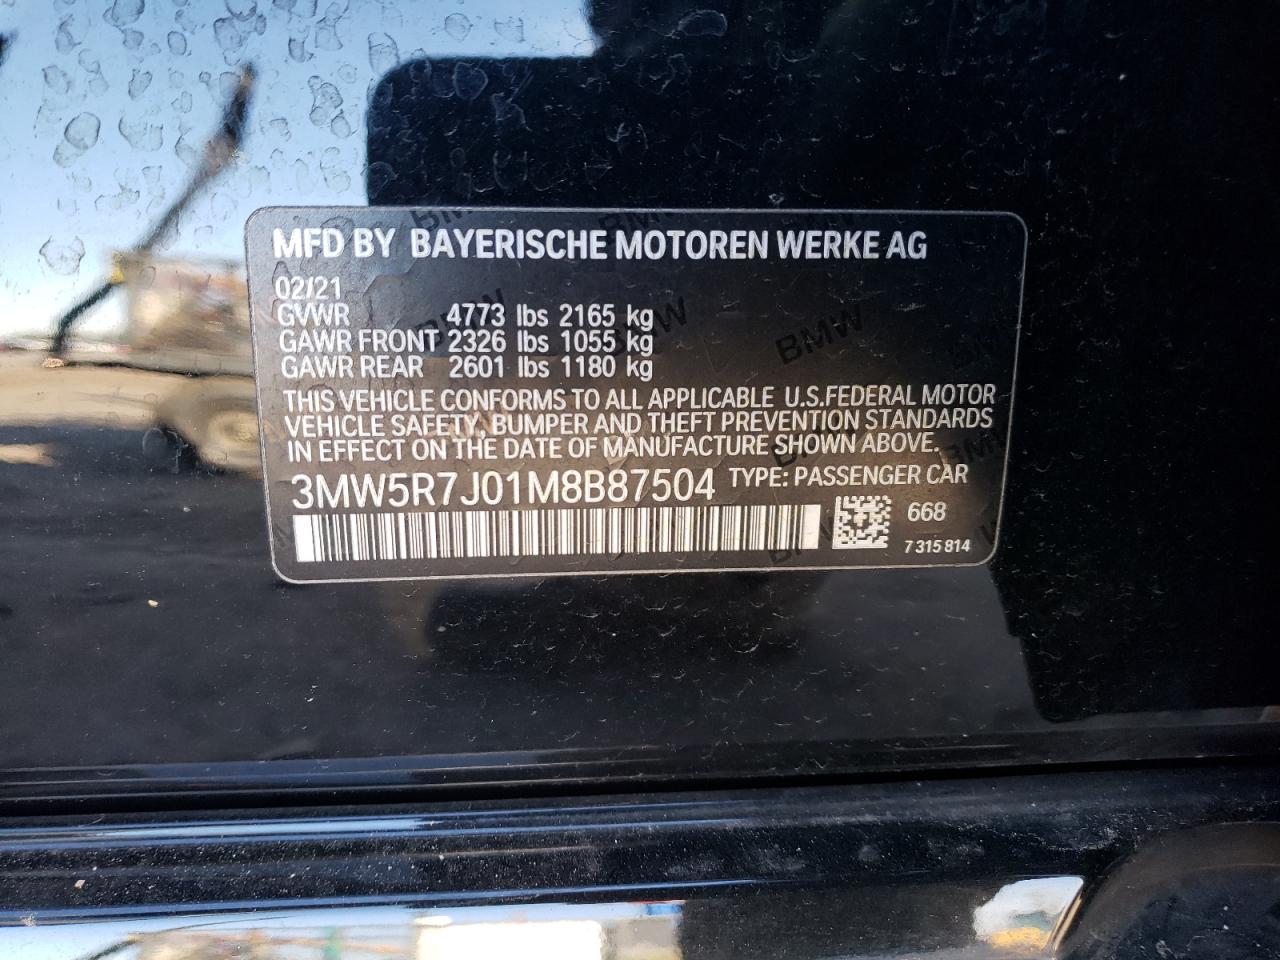 MFD BY BAYERISCHE MOTOREN WERKE AG
02/21
GVWR 4773 lbs 2165 kg
GAWR FRONT 2326 lbs 1055 kg
GAWR REAR 2601 lbs 1180 kg
THIS VEHICLE CONFORMS TO ALL APPLICABLE U.S.FEDERAL MOTOR
VEHICLE SAFETY, BUMPER AND THEFT PREVENTION STANDARDS
IN EFFECT ON THE DATE OF MANUFACTURE SHOWN ABOVE.
3MW5R7J01M8B87504 TYPE: PASSENGER CAR
668
7 315 814